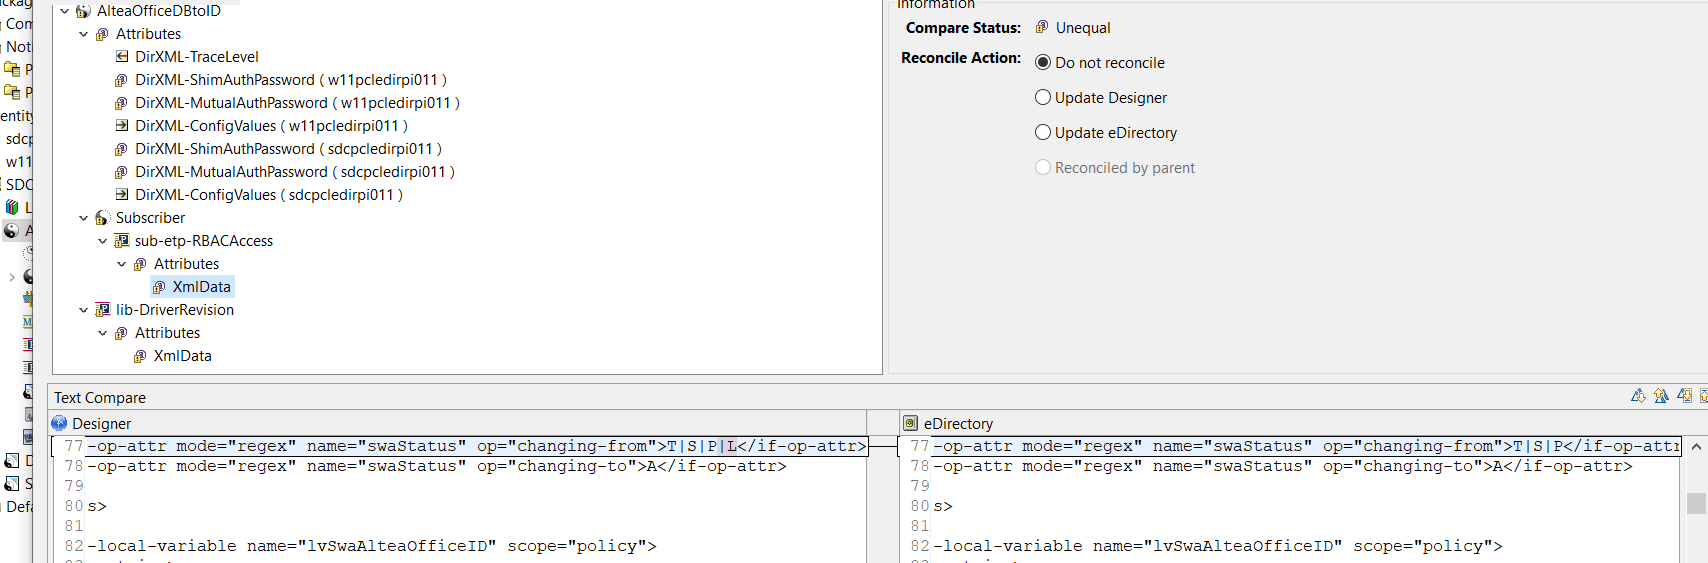 AlteaOfficeDBtoID
Attributes
DirXML-TraceLevel
DirXML-ShimAuthPassword ( w11pcledirpi011 )
DirXML-MutualAuthPassword ( w11pcledirpi011 )
DirXML-ConfigValues ( w11pcledirpi011 )
DirXML-ShimAuthPassword ( sdcpcledirpi011 )
DirXML-MutualAuthPassword ( sdcpcledirpi011 )
DirXML-ConfigValues ( sdcpcledirpi011 )
Subscriber
sub-etp-RBACAccess
Attributes
XmlData
lib-DriverRevision
Attributes
XmlData
Information
Compare Status: Unequal
Reconcile Action: Do not reconcile
Update Designer
Update eDirectory
Reconciled by parent
Com
Noti
P
P
entity
sdcp
w11
SDC
L
A
D
S
Defa
Text Compare
Designer
77 -op-attr mode="regex" name="swaStatus" op="changing-from">T|S|P|L</if-op-attr>
78 -op-attr mode="regex" name="swaStatus" op="changing-to">A</if-op-attr>
79
80 s>
81
82 -local-variable name="lvSwaAlteaOfficeID" scope="policy">
eDirectory
77 -op-attr mode="regex" name="swaStatus" op="changing-from">T|S|P</if-op-attr
78 -op-attr mode="regex" name="swaStatus" op="changing-to">A</if-op-attr>
79
80 s>
81
82 -local-variable name="lvSwaAlteaOfficeID" scope="policy">